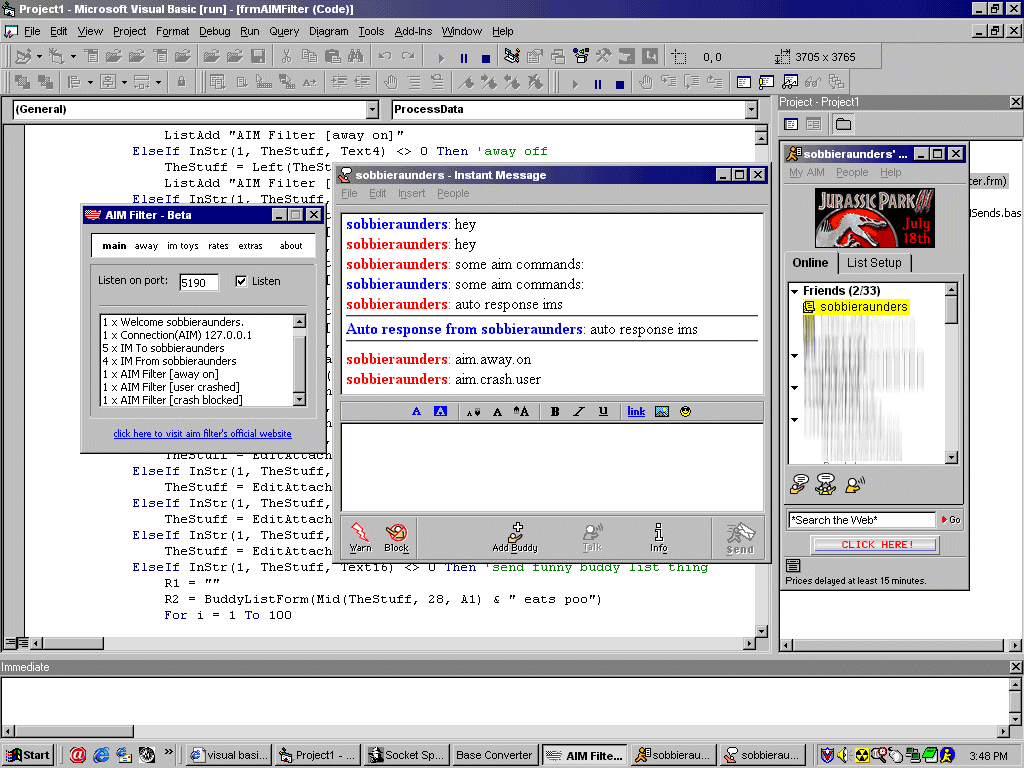 Project1 - Microsoft Visual Basic [run] - [frmAIMFilter (Code)]
File Edit View Project Format Debug Run Query Diagram Tools Add-Ins Window Help
0, 0 3705 x 3765
(General) ProcessData
ListAdd "AIM Filter [away on]"
ElseIf InStr(1, TheStuff, Text4) <> 0 Then 'away off
TheStuff = Left(TheSt
ListAdd "AIM Filter [
ElseIf InStr(1, TheStuff,
AIM Filter - Beta
main away im toys rates extras about
Listen on port: 5190 Listen
1 x Welcome sobbieraunders.
1 x Connection(AIM) 127.0.0.1
5 x IM To sobbieraunders
4 x IM From sobbieraunders
1 x AIM Filter [away on]
1 x AIM Filter [user crashed]
1 x AIM Filter [crash blocked]
click here to visit aim filter's official website
sobbieraunders - Instant Message
File Edit Insert People
sobbieraunders: hey
sobbieraunders: hey
sobbieraunders: some aim commands:
sobbieraunders: some aim commands:
sobbieraunders: auto response ims
Auto response from sobbieraunders: auto response ims
sobbieraunders: aim.away.on
sobbieraunders: aim.crash.user
A A A A A B I U link
Warn Block Add Buddy Talk Info Send
TheStuff = EditAttach
ElseIf InStr(1, TheStuff,
TheStuff = EditAttach
ElseIf InStr(1, TheStuff,
TheStuff = EditAttach
ElseIf InStr(1, TheStuff,
TheStuff = EditAttach
ElseIf InStr(1, TheStuff, Text16) <> 0 Then 'send funny buddy list thing
R1 = ""
R2 = BuddyListForm(Mid(TheStuff, 28, A1) & " eats poo")
For i = 1 To 100
Project - Project1
ter.frm)
dSends.bas
sobbieraunders' ...
My AIM People Help
JURASSIC PARK III
July
18th
Online List Setup
Friends (2/33)
sobbieraunders
*Search the Web* Go
CLICK HERE!
Prices delayed at least 15 minutes.
Immediate
Start » visual basi... Project1 - ... Socket Sp... Base Converter AIM Filte... sobbierau... sobbierau... 3:48 PM